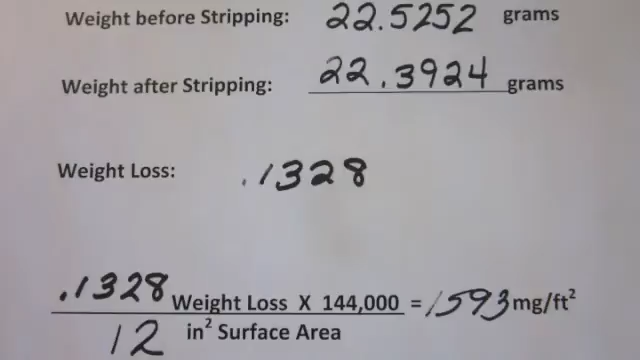 Weight before Stripping: 22.5252 grams
Weight after Stripping: 22.3924 grams
Weight Loss: .1328
.1328 Weight Loss X 144,000 = 1593 mg/ft²
12 in² Surface Area